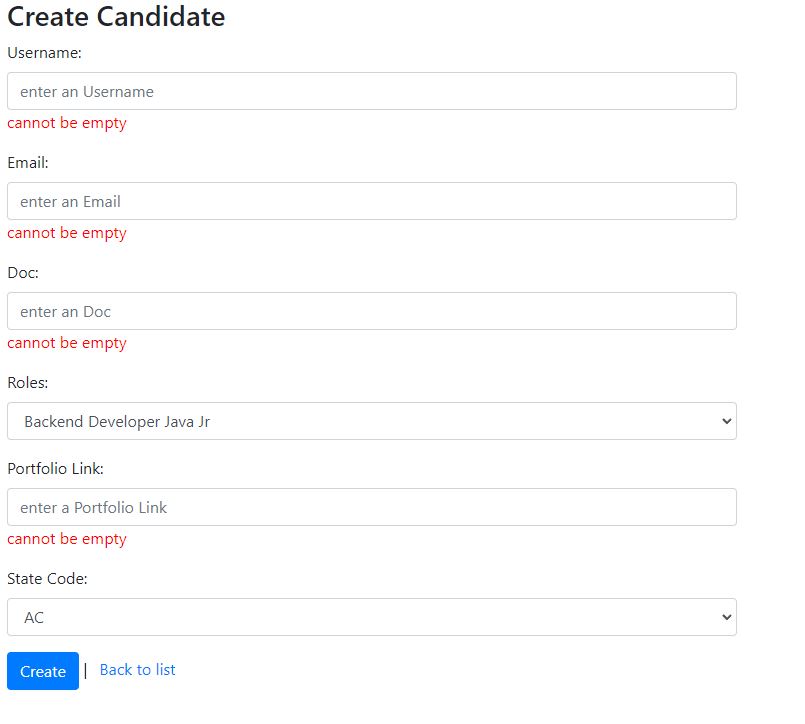 Create Candidate
Username:
enter an Username
cannot be empty
Email:
enter an Email
cannot be empty
Doc:
enter an Doc
cannot be empty
Roles:
Backend Developer Java Jr
Portfolio Link:
enter a Portfolio Link
cannot be empty
State Code:
AC
Create | Back to list